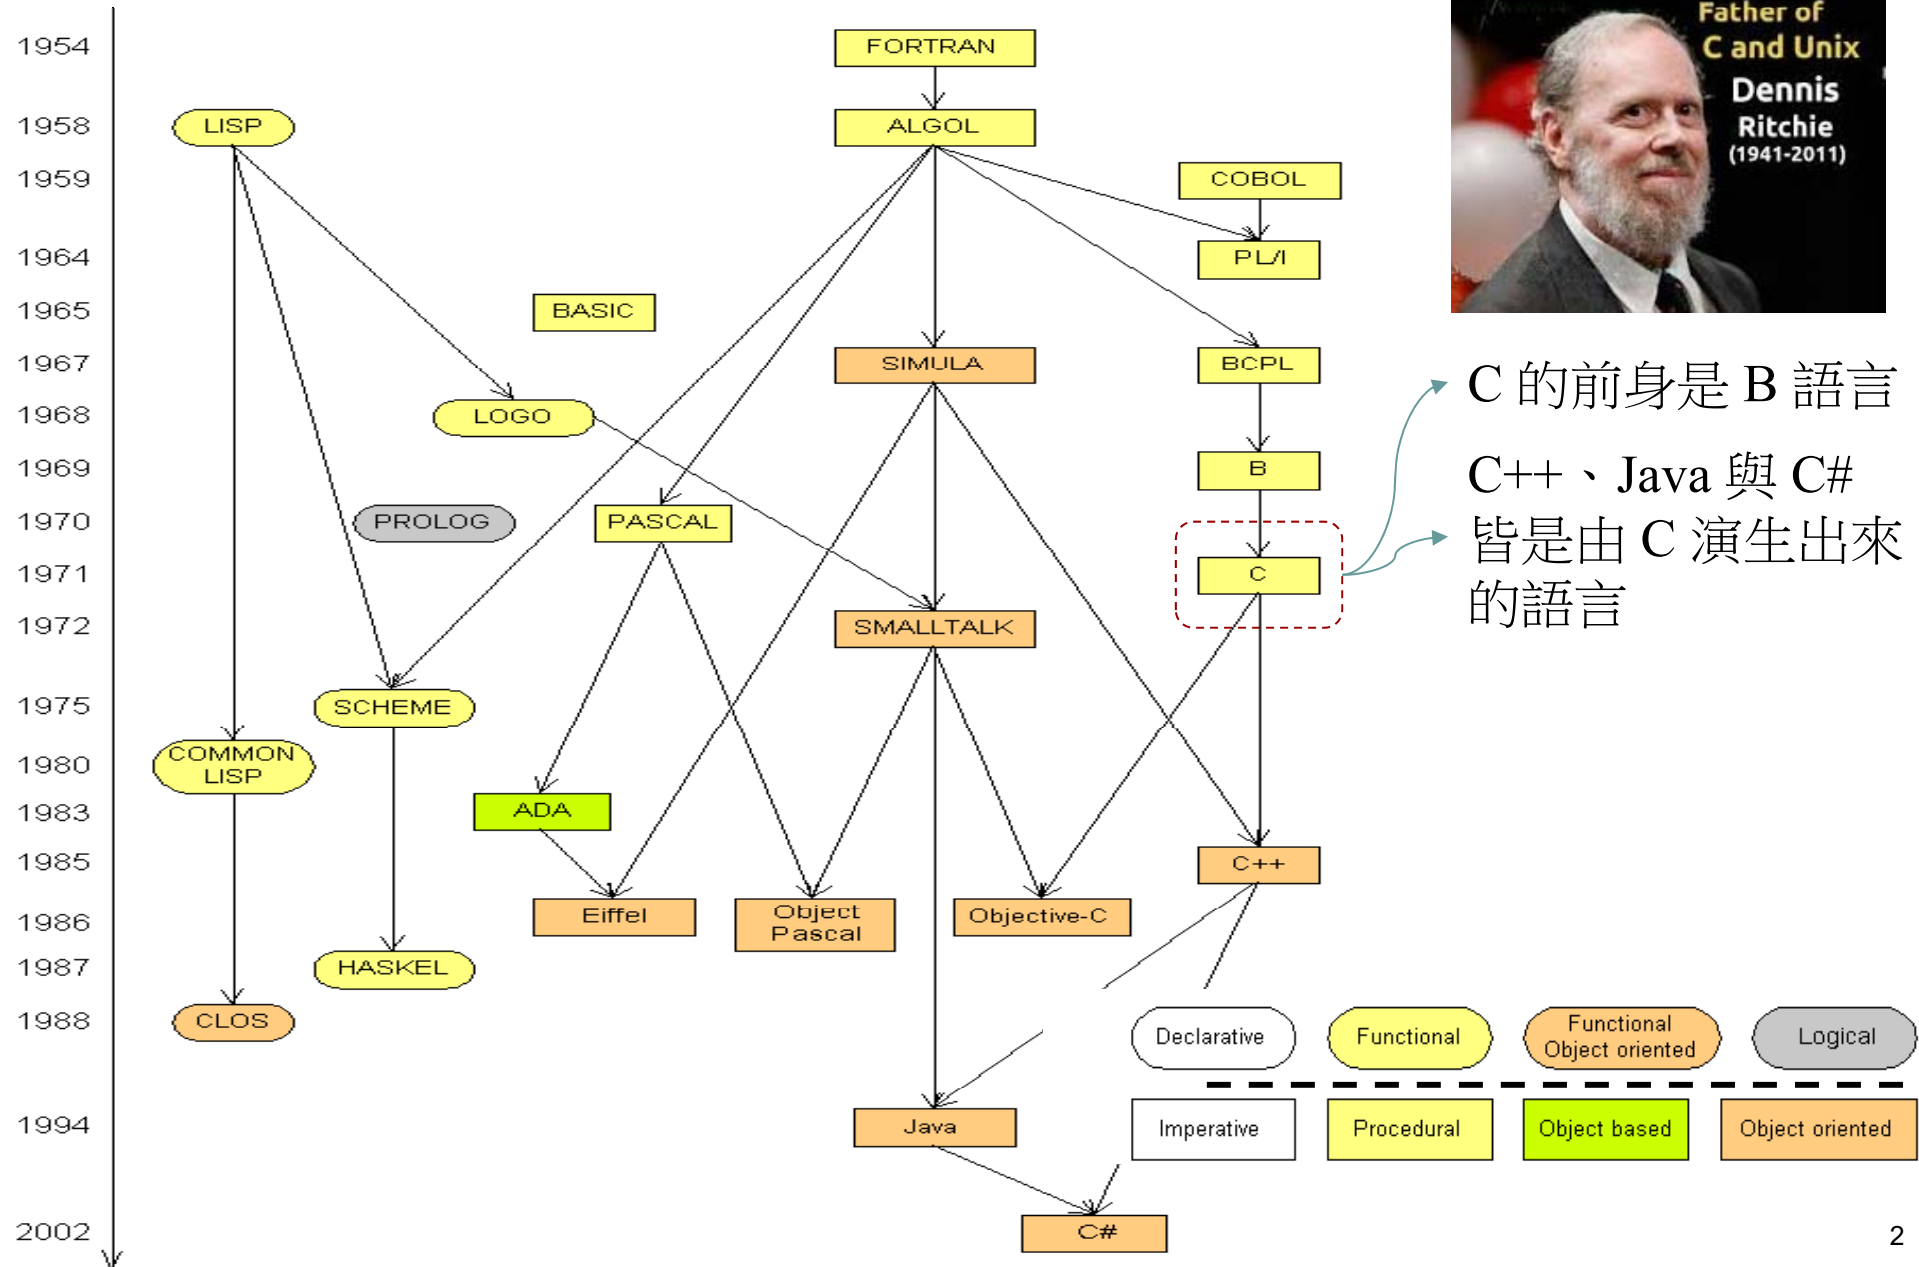 Father of
C and Unix
Dennis
Ritchie
(1941-2011)
1954
FORTRAN
1958
LISP
ALGOL
1959
COBOL
1964
PL/I
1965
BASIC
1967
SIMULA
BCPL
C 的前身是 B 語言
1968
LOGO
1969
B
C++、Java 與 C#
皆是由 C 演生出來
的語言
1970
PROLOG
PASCAL
1971
C
1972
SMALLTALK
1975
SCHEME
1980
COMMON
LISP
1983
ADA
1985
C++
1986
Eiffel
Object
Pascal
Objective-C
1987
HASKEL
1988
CLOS
Declarative
Functional
Functional
Object oriented
Logical
1994
Java
Imperative
Procedural
Object based
Object oriented
2002
C#
2